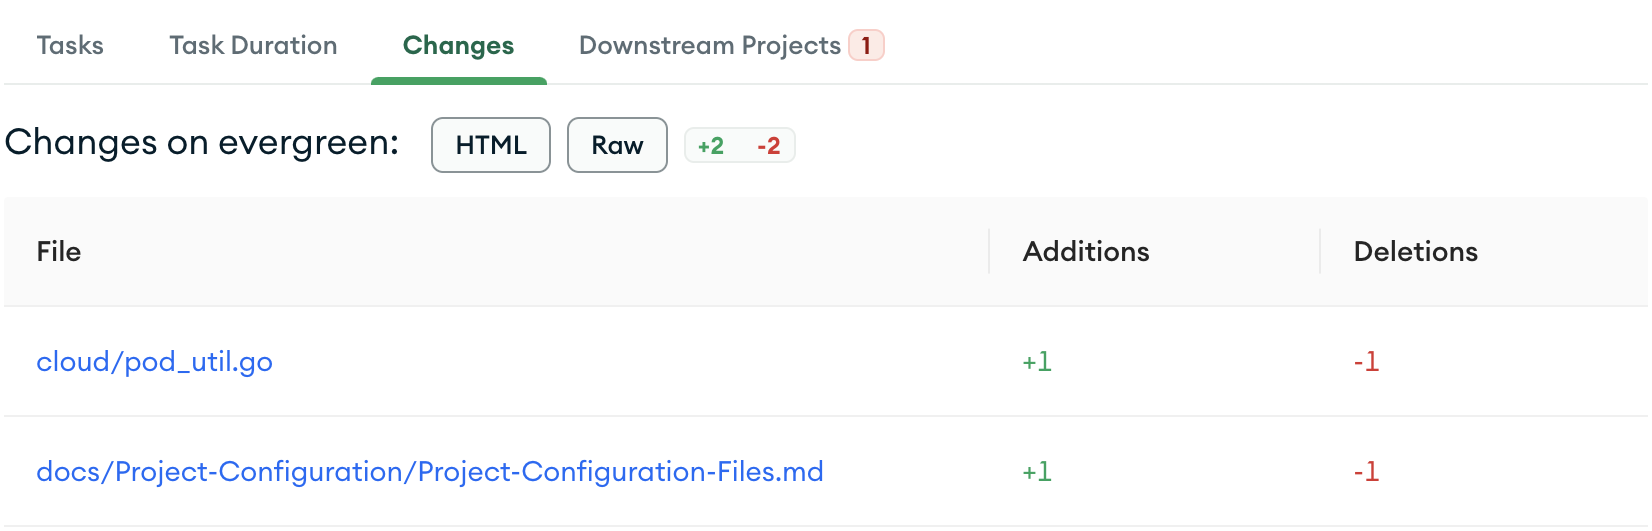 Tasks Task Duration Changes Downstream Projects 1
Changes on evergreen: HTML Raw +2 -2
File Additions Deletions
cloud/pod_util.go +1 -1
docs/Project-Configuration/Project-Configuration-Files.md +1 -1